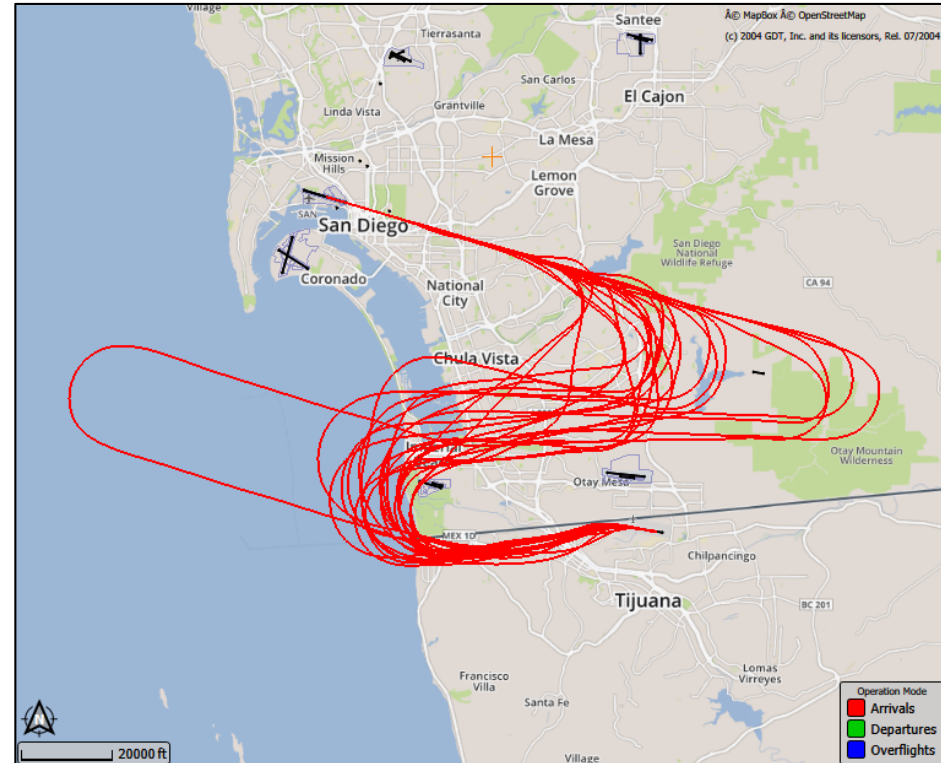 Village
Tierrasanta
Santee
Â© MapBox Â© OpenStreetMap
(c) 2004 GDT, Inc. and its licensors, Rel. 07/2004
San Carlos
El Cajon
Linda Vista
Grantville
La Mesa
Mission
Hills
Lemon
Grove
SAN
San Diego
San Diego
National
Wildlife Refuge
Coronado
National
City
CA 94
Chula Vista
Otay Mountain
Wilderness
Otay Mesa
MEX 1D
1
Chilpancingo
Tijuana
BC 201
Lomas
Virreyes
Francisco
Villa
Santa Fe
Village
N
20000 ft
Operation Mode
Arrivals
Departures
Overflights